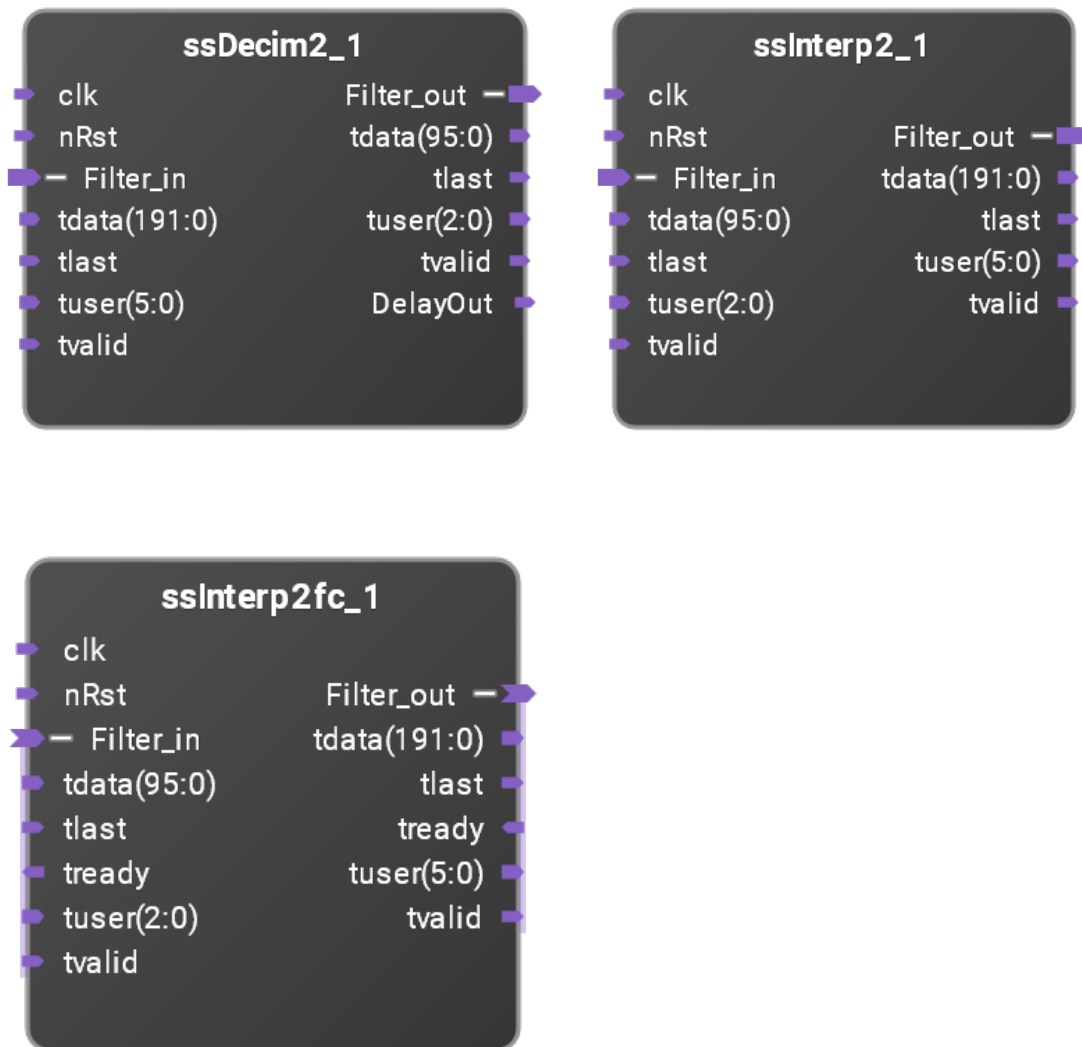 ssDecim2_1
clk
Filter_out
nRst
tdata(95:0)
Filter_in
tlast
tdata(191:0)
tuser(2:0)
tlast
tvalid
tuser(5:0)
DelayOut
tvalid
ssInterp2_1
clk
nRst
Filter_out
Filter_in
tdata(191:0)
tdata(95:0)
tlast
tlast
tuser(5:0)
tuser(2:0)
tvalid
tvalid
ssInterp2fc_1
clk
nRst
Filter_out
Filter_in
tdata(191:0)
tdata(95:0)
tlast
tlast
tready
tready
tuser(5:0)
tuser(2:0)
tvalid
tvalid